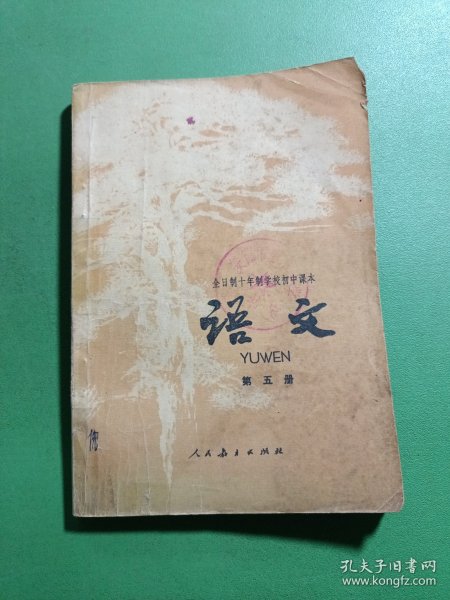 全日制十年制学校初中课本
语文
YUWEN
第五册
人民教育出版社
孔夫子旧书网
www.kongfz.com